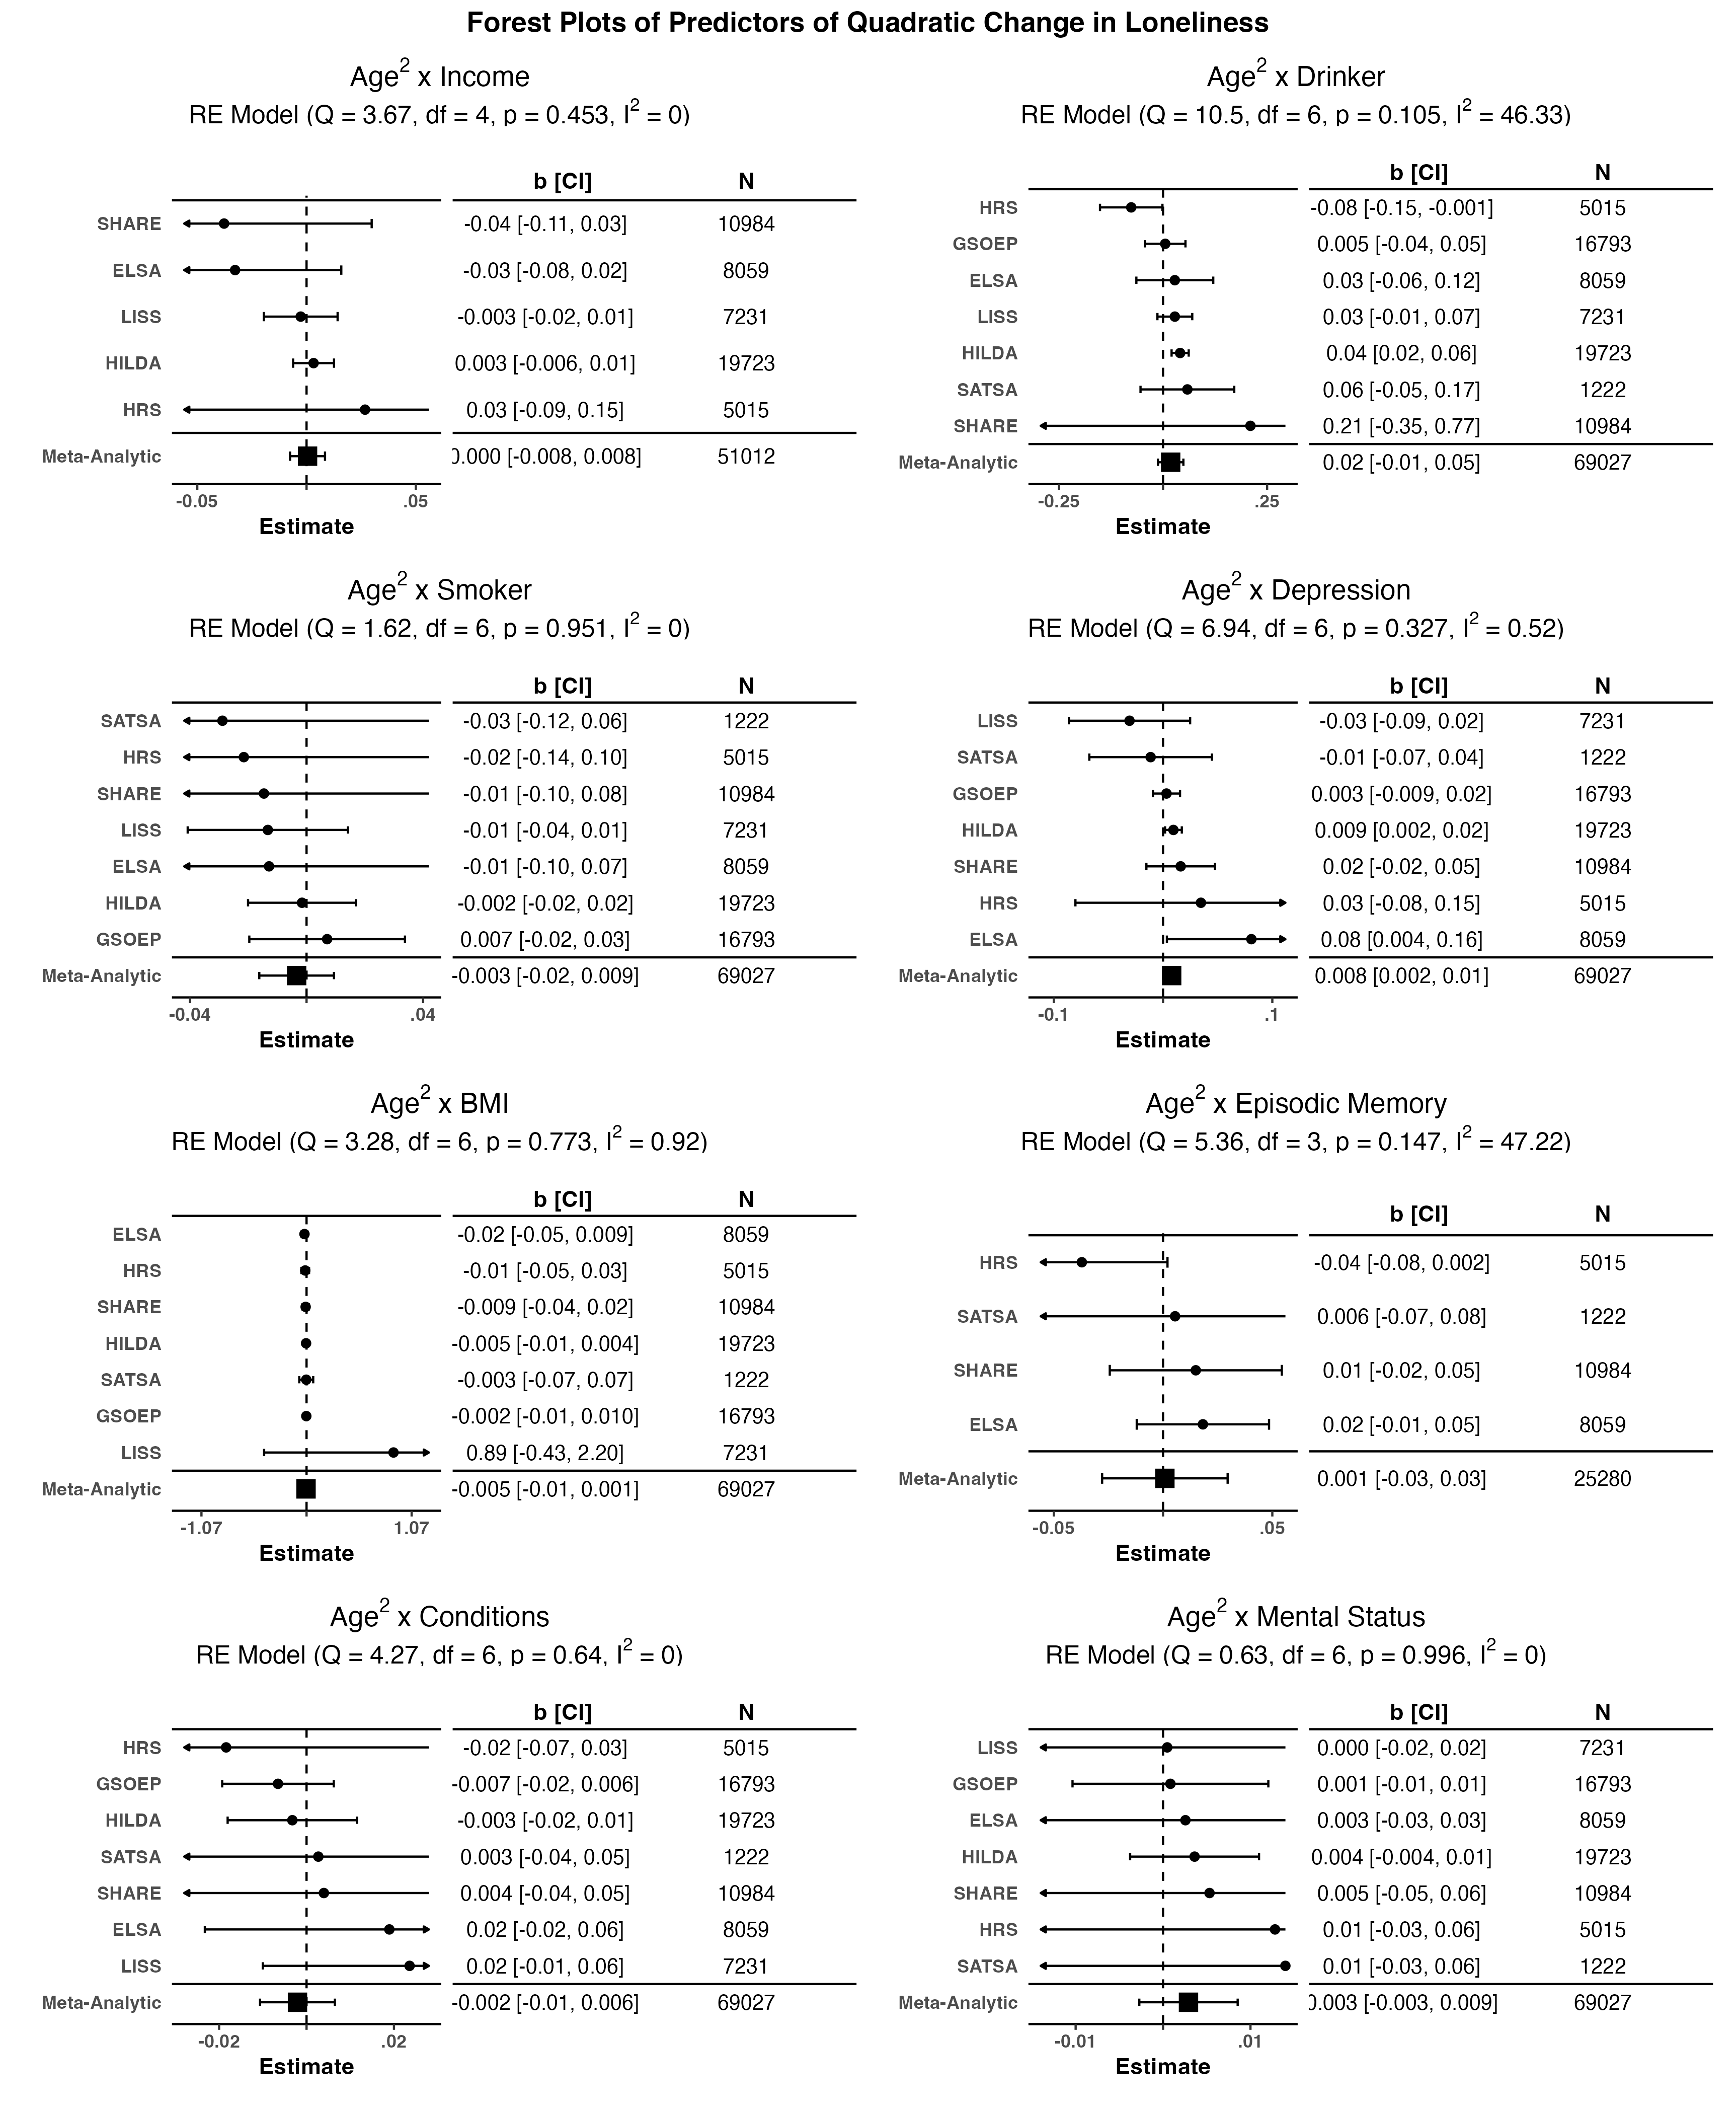 Forest Plots of Predictors of Quadratic Change in Loneliness
Age² x Income
RE Model (Q = 3.67, df = 4, p = 0.453, I² = 0)
b [CI] N
SHARE -0.04 [-0.11, 0.03] 10984
ELSA -0.03 [-0.08, 0.02] 8059
LISS -0.003 [-0.02, 0.01] 7231
HILDA 0.003 [-0.006, 0.01] 19723
HRS 0.03 [-0.09, 0.15] 5015
Meta-Analytic 0.000 [-0.008, 0.008] 51012
-0.05 .05
Estimate
Age² x Drinker
RE Model (Q = 10.5, df = 6, p = 0.105, I² = 46.33)
b [CI] N
HRS -0.08 [-0.15, -0.001] 5015
GSOEP 0.005 [-0.04, 0.05] 16793
ELSA 0.03 [-0.06, 0.12] 8059
LISS 0.03 [-0.01, 0.07] 7231
HILDA 0.04 [0.02, 0.06] 19723
SATSA 0.06 [-0.05, 0.17] 1222
SHARE 0.21 [-0.35, 0.77] 10984
Meta-Analytic 0.02 [-0.01, 0.05] 69027
-0.25 .25
Estimate
Age² x Smoker
RE Model (Q = 1.62, df = 6, p = 0.951, I² = 0)
b [CI] N
SATSA -0.03 [-0.12, 0.06] 1222
HRS -0.02 [-0.14, 0.10] 5015
SHARE -0.01 [-0.10, 0.08] 10984
LISS -0.01 [-0.04, 0.01] 7231
ELSA -0.01 [-0.10, 0.07] 8059
HILDA -0.002 [-0.02, 0.02] 19723
GSOEP 0.007 [-0.02, 0.03] 16793
Meta-Analytic -0.003 [-0.02, 0.009] 69027
-0.04 .04
Estimate
Age² x Depression
RE Model (Q = 6.94, df = 6, p = 0.327, I² = 0.52)
b [CI] N
LISS -0.03 [-0.09, 0.02] 7231
SATSA -0.01 [-0.07, 0.04] 1222
GSOEP 0.003 [-0.009, 0.02] 16793
HILDA 0.009 [0.002, 0.02] 19723
SHARE 0.02 [-0.02, 0.05] 10984
HRS 0.03 [-0.08, 0.15] 5015
ELSA 0.08 [0.004, 0.16] 8059
Meta-Analytic 0.008 [0.002, 0.01] 69027
-0.1 .1
Estimate
Age² x BMI
RE Model (Q = 3.28, df = 6, p = 0.773, I² = 0.92)
b [CI] N
ELSA -0.02 [-0.05, 0.009] 8059
HRS -0.01 [-0.05, 0.03] 5015
SHARE -0.009 [-0.04, 0.02] 10984
HILDA -0.005 [-0.01, 0.004] 19723
SATSA -0.003 [-0.07, 0.07] 1222
GSOEP -0.002 [-0.01, 0.010] 16793
LISS 0.89 [-0.43, 2.20] 7231
Meta-Analytic -0.005 [-0.01, 0.001] 69027
-1.07 1.07
Estimate
Age² x Episodic Memory
RE Model (Q = 5.36, df = 3, p = 0.147, I² = 47.22)
b [CI] N
HRS -0.04 [-0.08, 0.002] 5015
SATSA 0.006 [-0.07, 0.08] 1222
SHARE 0.01 [-0.02, 0.05] 10984
ELSA 0.02 [-0.01, 0.05] 8059
Meta-Analytic 0.001 [-0.03, 0.03] 25280
-0.05 .05
Estimate
Age² x Conditions
RE Model (Q = 4.27, df = 6, p = 0.64, I² = 0)
b [CI] N
HRS -0.02 [-0.07, 0.03] 5015
GSOEP -0.007 [-0.02, 0.006] 16793
HILDA -0.003 [-0.02, 0.01] 19723
SATSA 0.003 [-0.04, 0.05] 1222
SHARE 0.004 [-0.04, 0.05] 10984
ELSA 0.02 [-0.02, 0.06] 8059
LISS 0.02 [-0.01, 0.06] 7231
Meta-Analytic -0.002 [-0.01, 0.006] 69027
-0.02 .02
Estimate
Age² x Mental Status
RE Model (Q = 0.63, df = 6, p = 0.996, I² = 0)
b [CI] N
LISS 0.000 [-0.02, 0.02] 7231
GSOEP 0.001 [-0.01, 0.01] 16793
ELSA 0.003 [-0.03, 0.03] 8059
HILDA 0.004 [-0.004, 0.01] 19723
SHARE 0.005 [-0.05, 0.06] 10984
HRS 0.01 [-0.03, 0.06] 5015
SATSA 0.01 [-0.03, 0.06] 1222
Meta-Analytic 0.003 [-0.003, 0.009] 69027
-0.01 .01
Estimate